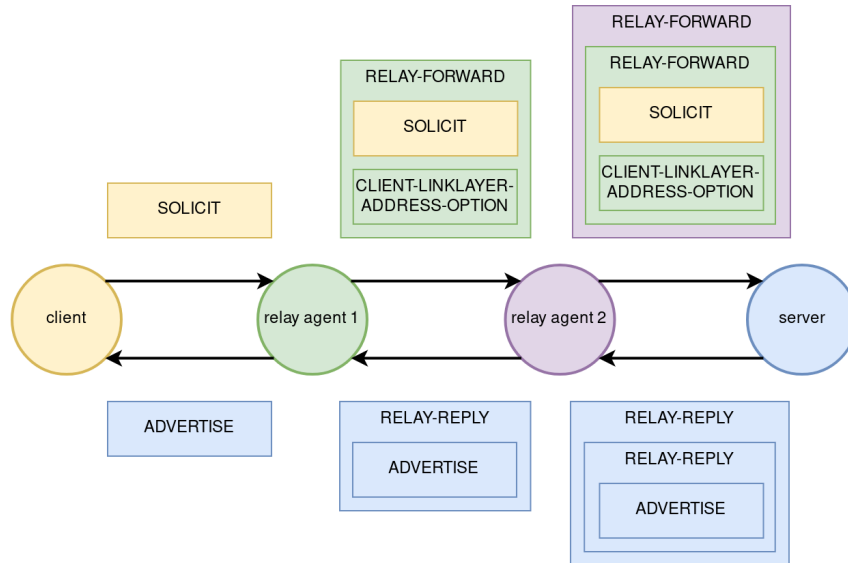 RELAY-FORWARD
RELAY-FORWARD
SOLICIT
CLIENT-LINKLAYER-
ADDRESS-OPTION
RELAY-FORWARD
SOLICIT
CLIENT-LINKLAYER-
ADDRESS-OPTION
SOLICIT
client
relay agent 1
relay agent 2
server
ADVERTISE
RELAY-REPLY
ADVERTISE
RELAY-REPLY
RELAY-REPLY
ADVERTISE